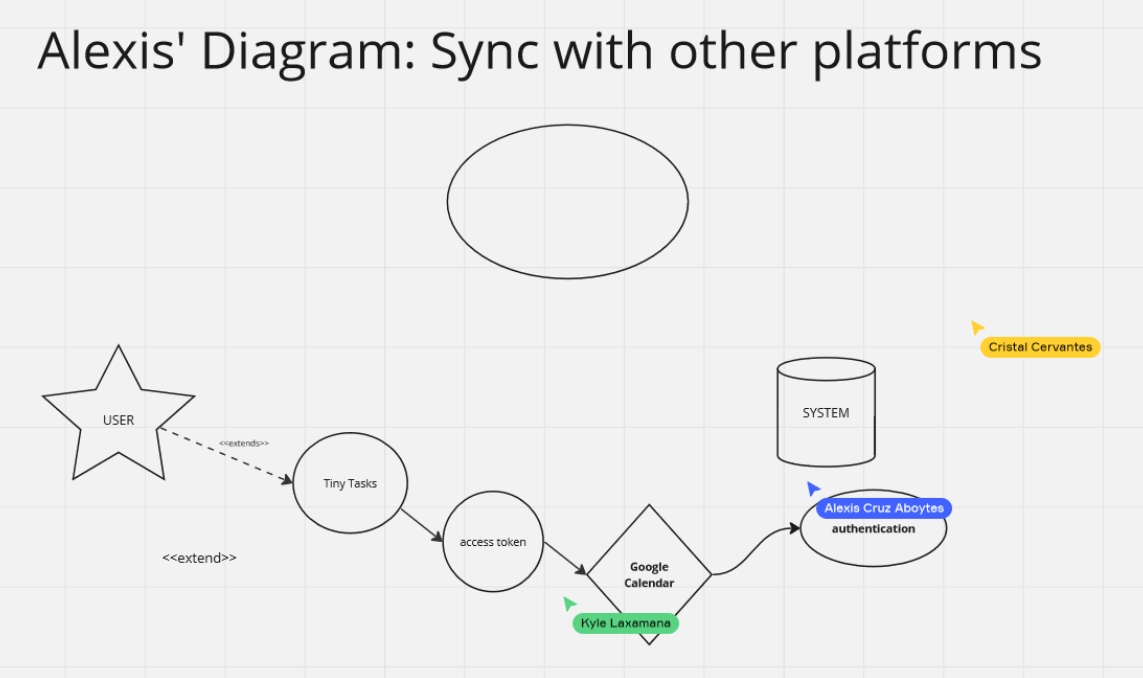 Alexis' Diagram: Sync with other platforms
Cristal Cervantes
USER
<<extends>>
SYSTEM
Tiny Tasks
Alexis Cruz Aboytes
authentication
access token
<<extend>>
Google
Calendar
Kyle Laxamana